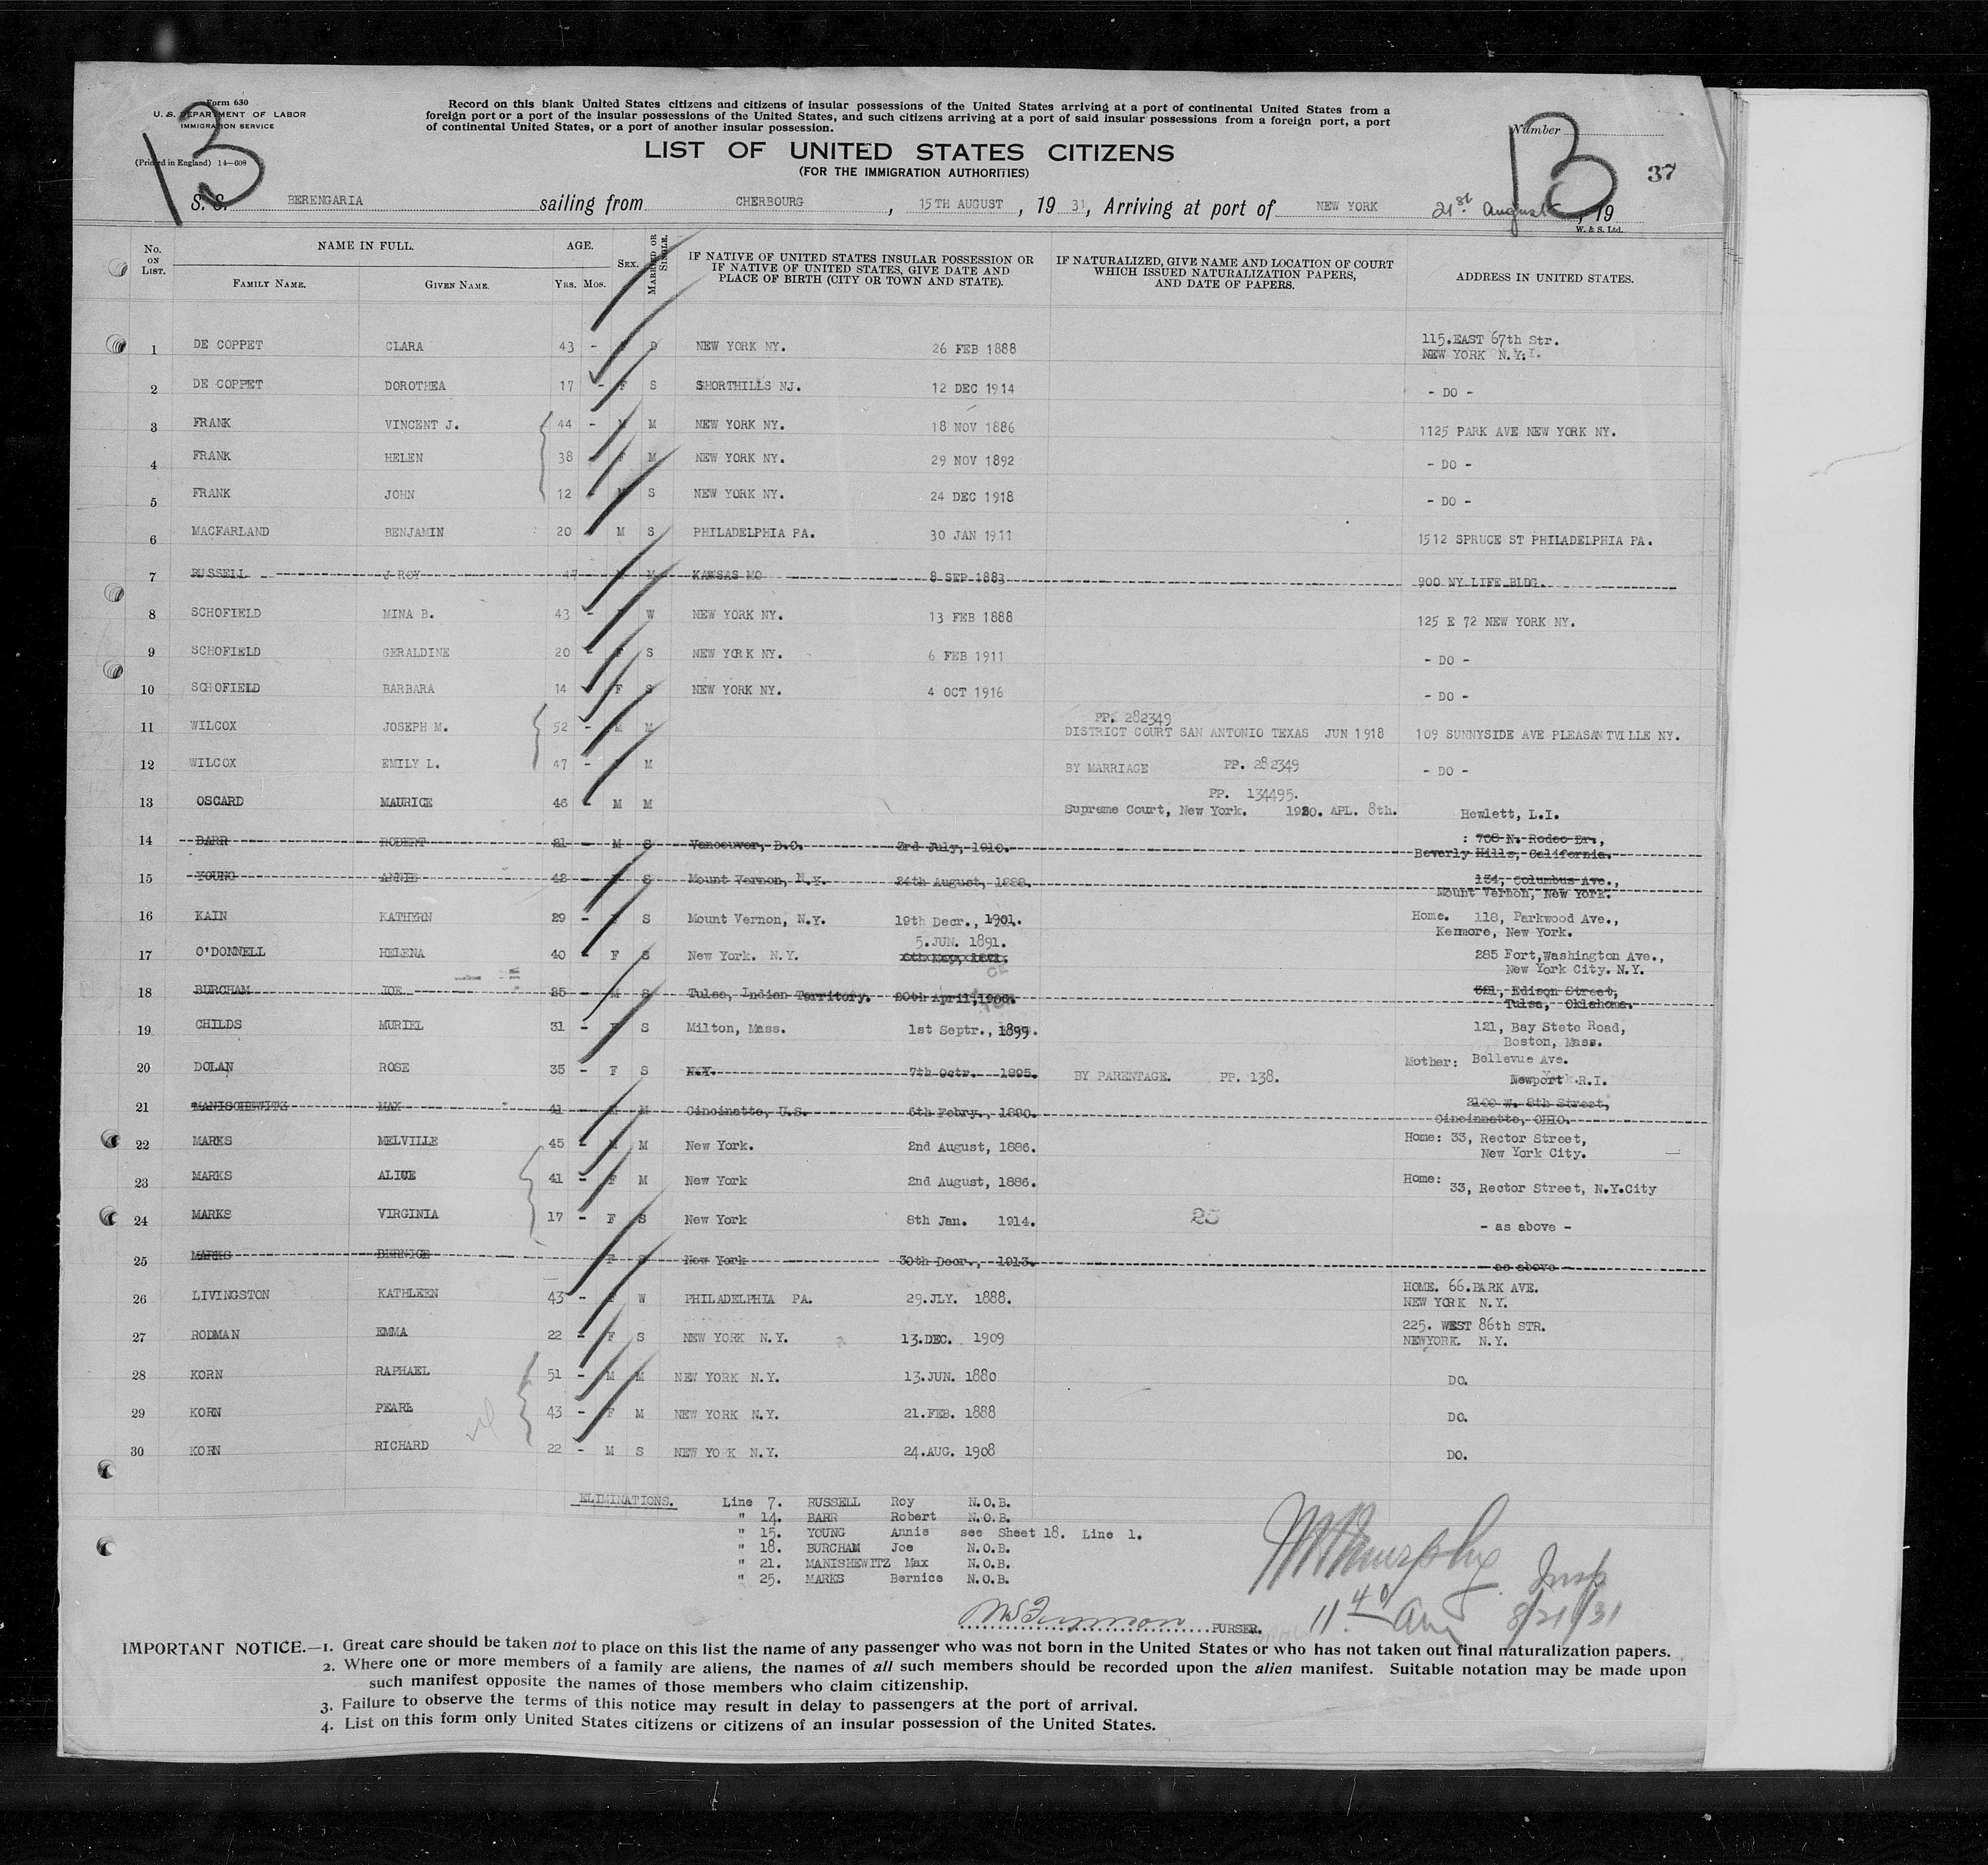 Form 630
U. S. DEPARTMENT OF LABOR
IMMIGRATION SERVICE
(Printed in England) 14—608
13
Record on this blank United States citizens and citizens of insular possessions of the United States arriving at a port of continental United States from a
foreign port or a port of the insular possessions of the United States, and such citizens arriving at a port of said insular possessions from a foreign port, a port
of continental United States, or a port of another insular possession.
Number
13
37
LIST OF UNITED STATES CITIZENS
(FOR THE IMMIGRATION AUTHORITIES)
S. S. BERENGARIA sailing from CHERBOURG, 15TH AUGUST, 19 31, Arriving at port of NEW YORK 21st August, 19
W. & S. Ltd.
No. ON LIST. NAME IN FULL. FAMILY NAME. GIVEN NAME. AGE. YRS. MOS. SEX. MARRIED OR SINGLE. IF NATIVE OF UNITED STATES INSULAR POSSESSION OR IF NATIVE OF UNITED STATES, GIVE DATE AND PLACE OF BIRTH (CITY OR TOWN AND STATE). IF NATURALIZED, GIVE NAME AND LOCATION OF COURT WHICH ISSUED NATURALIZATION PAPERS, AND DATE OF PAPERS. ADDRESS IN UNITED STATES.
1 DE COPPET CLARA 43 - F D NEW YORK NY. 26 FEB 1888 115.EAST 67th Str. NEW YORK N.Y.
2 DE COPPET DOROTHEA 17 - F S SHORTHILLS NJ. 12 DEC 1914 - DO -
3 FRANK VINCENT J. 44 - M M NEW YORK NY. 18 NOV 1886 1125 PARK AVE NEW YORK NY.
4 FRANK HELEN 38 - F M NEW YORK NY. 29 NOV 1892 - DO -
5 FRANK JOHN 12 - M S NEW YORK NY. 24 DEC 1918 - DO -
6 MACFARLAND BENJAMIN 20 - M S PHILADELPHIA PA. 30 JAN 1911 1512 SPRUCE ST PHILADELPHIA PA.
7 RUSSELL J ROY 47 M M KANSAS MO 8 SEP 1883 900 NY LIFE BLDG.
8 SCHOFIELD MINA B. 43 - F W NEW YORK NY. 13 FEB 1888 125 E 72 NEW YORK NY.
9 SCHOFIELD GERALDINE 20 - F S NEW YORK NY. 6 FEB 1911 - DO -
10 SCHOFIELD BARBARA 14 - F S NEW YORK NY. 4 OCT 1916 - DO -
11 WILCOX JOSEPH M. 52 - M M PP. 282349 DISTRICT COURT SAN ANTONIO TEXAS JUN 1918 109 SUNNYSIDE AVE PLEASANTVILLE NY.
12 WILCOX EMILY L. 47 - F M BY MARRIAGE PP. 282349 - DO -
13 OSCARD MAURICE 46 - M M PP. 134495. Supreme Court, New York. 1920. APL. 8th. Hewlett, L.I.
14 BARR ROBERT 21 - M S Vancouver, B.C. 3rd July, 1910. : 708 N. Rodeo Dr., Beverly Hills, California.
15 YOUNG ANNIE 42 - F S Mount Vernon, N.Y. 24th August, 1888. 134, Columbus Ave., Mount Vernon, New York.
16 KAIN KATHYRN 29 - F S Mount Vernon, N.Y. 19th Decr., 1901. Home. 118, Parkwood Ave., Kenmore, New York.
17 O'DONNELL HELENA 40 - F S New York. N.Y. 5.JUN. 1891. 285 Fort,Washington Ave., New York City. N.Y.
18 BURCHAM JOE 25 - M S Tulsa, Indian Territory. 20th April, 321, Edison Street, Tulsa, Oklahoma.
19 CHILDS MURIEL 31 - F S Milton, Mass. 1st Septr., 1899. 121, Bay State Road, Boston, Mass.
20 DOLAN ROSE 35 - F S N.Y. 7th Octr. 1895. BY PARENTAGE. PP. 138. Mother: Bellevue Ave. Newport R.I.
21 MANISCHEWITZ MAX 41 - M M Cincinatto, U.S. 6th Febry., 1890. 2100 W. 8th Street, Cincinnatto, OHIO.
22 MARKS MELVILLE 45 - M M New York. 2nd August, 1886. Home: 33, Rector Street, New York City.
23 MARKS ALICE 41 - F M New York 2nd August, 1886. Home: 33, Rector Street, N.Y.City
24 MARKS VIRGINIA 17 - F S New York 8th Jan. 1914. 25 - as above -
25 MARKS BERNICE F S New York 30th Decr., 1913. - as above -
26 LIVINGSTON KATHLEEN 43 - F W PHILADELPHIA PA. 29.JLY. 1888. HOME. 66.PARK AVE. NEW YORK N.Y.
27 RODMAN EMMA 22 - F S NEW YORK N.Y. 13.DEC. 1909 225. WEST 86th STR. NEWYORK. N.Y.
28 KORN RAPHAEL 51 - M M NEW YORK N.Y. 13.JUN. 1880 DO.
29 KORN PEARL 43 - F M NEW YORK N.Y. 21.FEB. 1888 DO.
30 KORN RICHARD 22 - M S NEW YORK N.Y. 24.AUG. 1908 DO.
ELIMINATIONS. Line 7. RUSSELL Roy N.O.B.
" 14. BARR Robert N.O.B.
" 15. YOUNG Annie see Sheet 18. Line 1.
" 18. BURCHAM Joe N.O.B.
" 21. MANISHEWITZ Max N.O.B.
" 25. MARKS Bernice N.O.B.
Murphy Insp
PURSER. 11.40 am 8/21/31
IMPORTANT NOTICE.—1. Great care should be taken not to place on this list the name of any passenger who was not born in the United States or who has not taken out final naturalization papers.
2. Where one or more members of a family are aliens, the names of all such members should be recorded upon the alien manifest. Suitable notation may be made upon
such manifest opposite the names of those members who claim citizenship.
3. Failure to observe the terms of this notice may result in delay to passengers at the port of arrival.
4. List on this form only United States citizens or citizens of an insular possession of the United States.